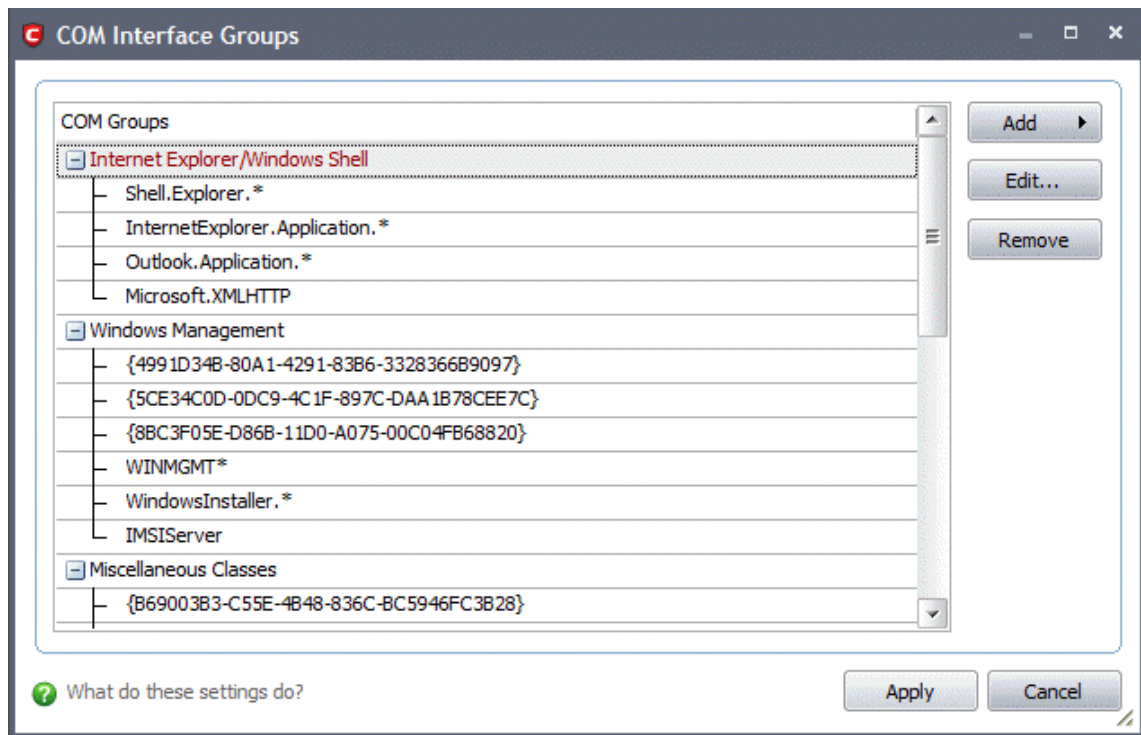 COM Interface Groups
COM Groups
Add
Internet Explorer/Windows Shell
Edit...
Shell.Explorer.*
InternetExplorer.Application.*
Remove
Outlook.Application.*
Microsoft.XMLHTTP
Windows Management
{4991D34B-80A1-4291-83B6-3328366B9097}
{5CE34C0D-0DC9-4C1F-897C-DAA1B78CEE7C}
{8BC3F05E-D86B-11D0-A075-00C04FB68820}
WINMGMT*
WindowsInstaller.*
IMSIServer
Miscellaneous Classes
{B69003B3-C55E-4B48-836C-BC5946FC3B28}
What do these settings do?
Apply
Cancel